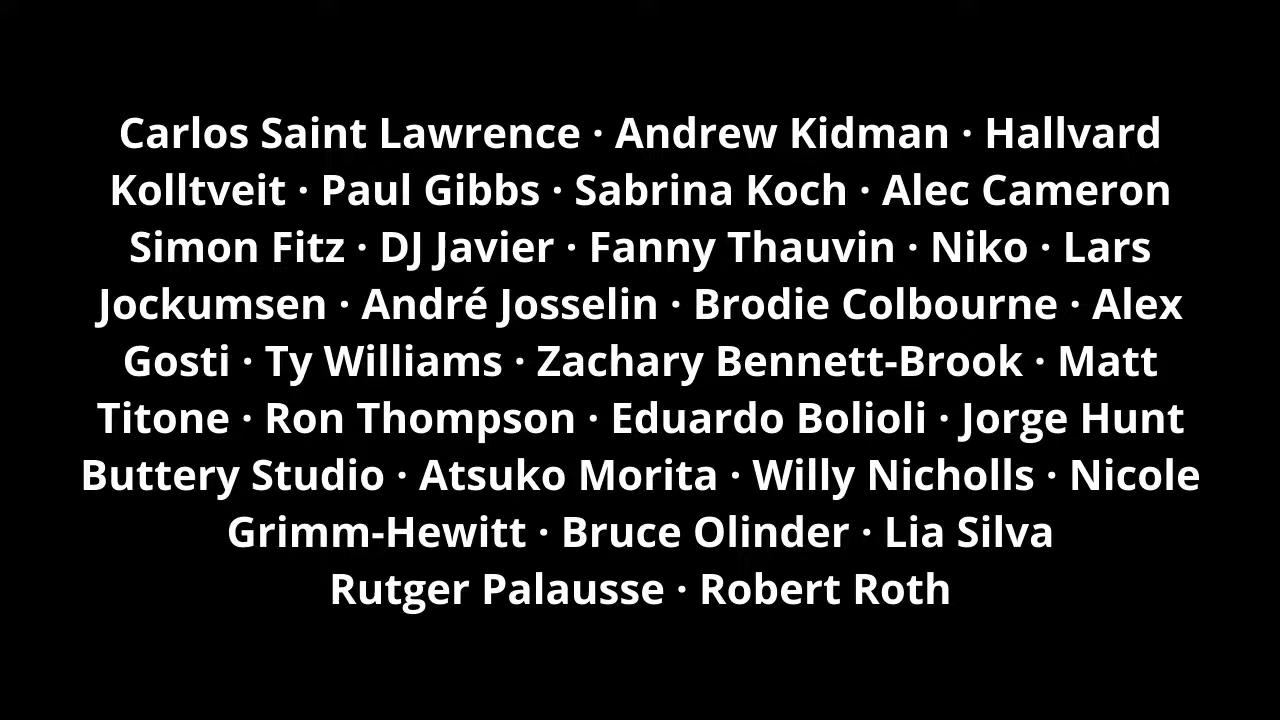 Carlos Saint Lawrence · Andrew Kidman · Hallvard
Kolltveit · Paul Gibbs · Sabrina Koch · Alec Cameron
Simon Fitz · DJ Javier · Fanny Thauvin · Niko · Lars
Jockumsen · André Josselin · Brodie Colbourne · Alex
Gosti · Ty Williams · Zachary Bennett-Brook · Matt
Titone · Ron Thompson · Eduardo Bolioli · Jorge Hunt
Buttery Studio · Atsuko Morita · Willy Nicholls · Nicole
Grimm-Hewitt · Bruce Olinder · Lia Silva
Rutger Palausse · Robert Roth